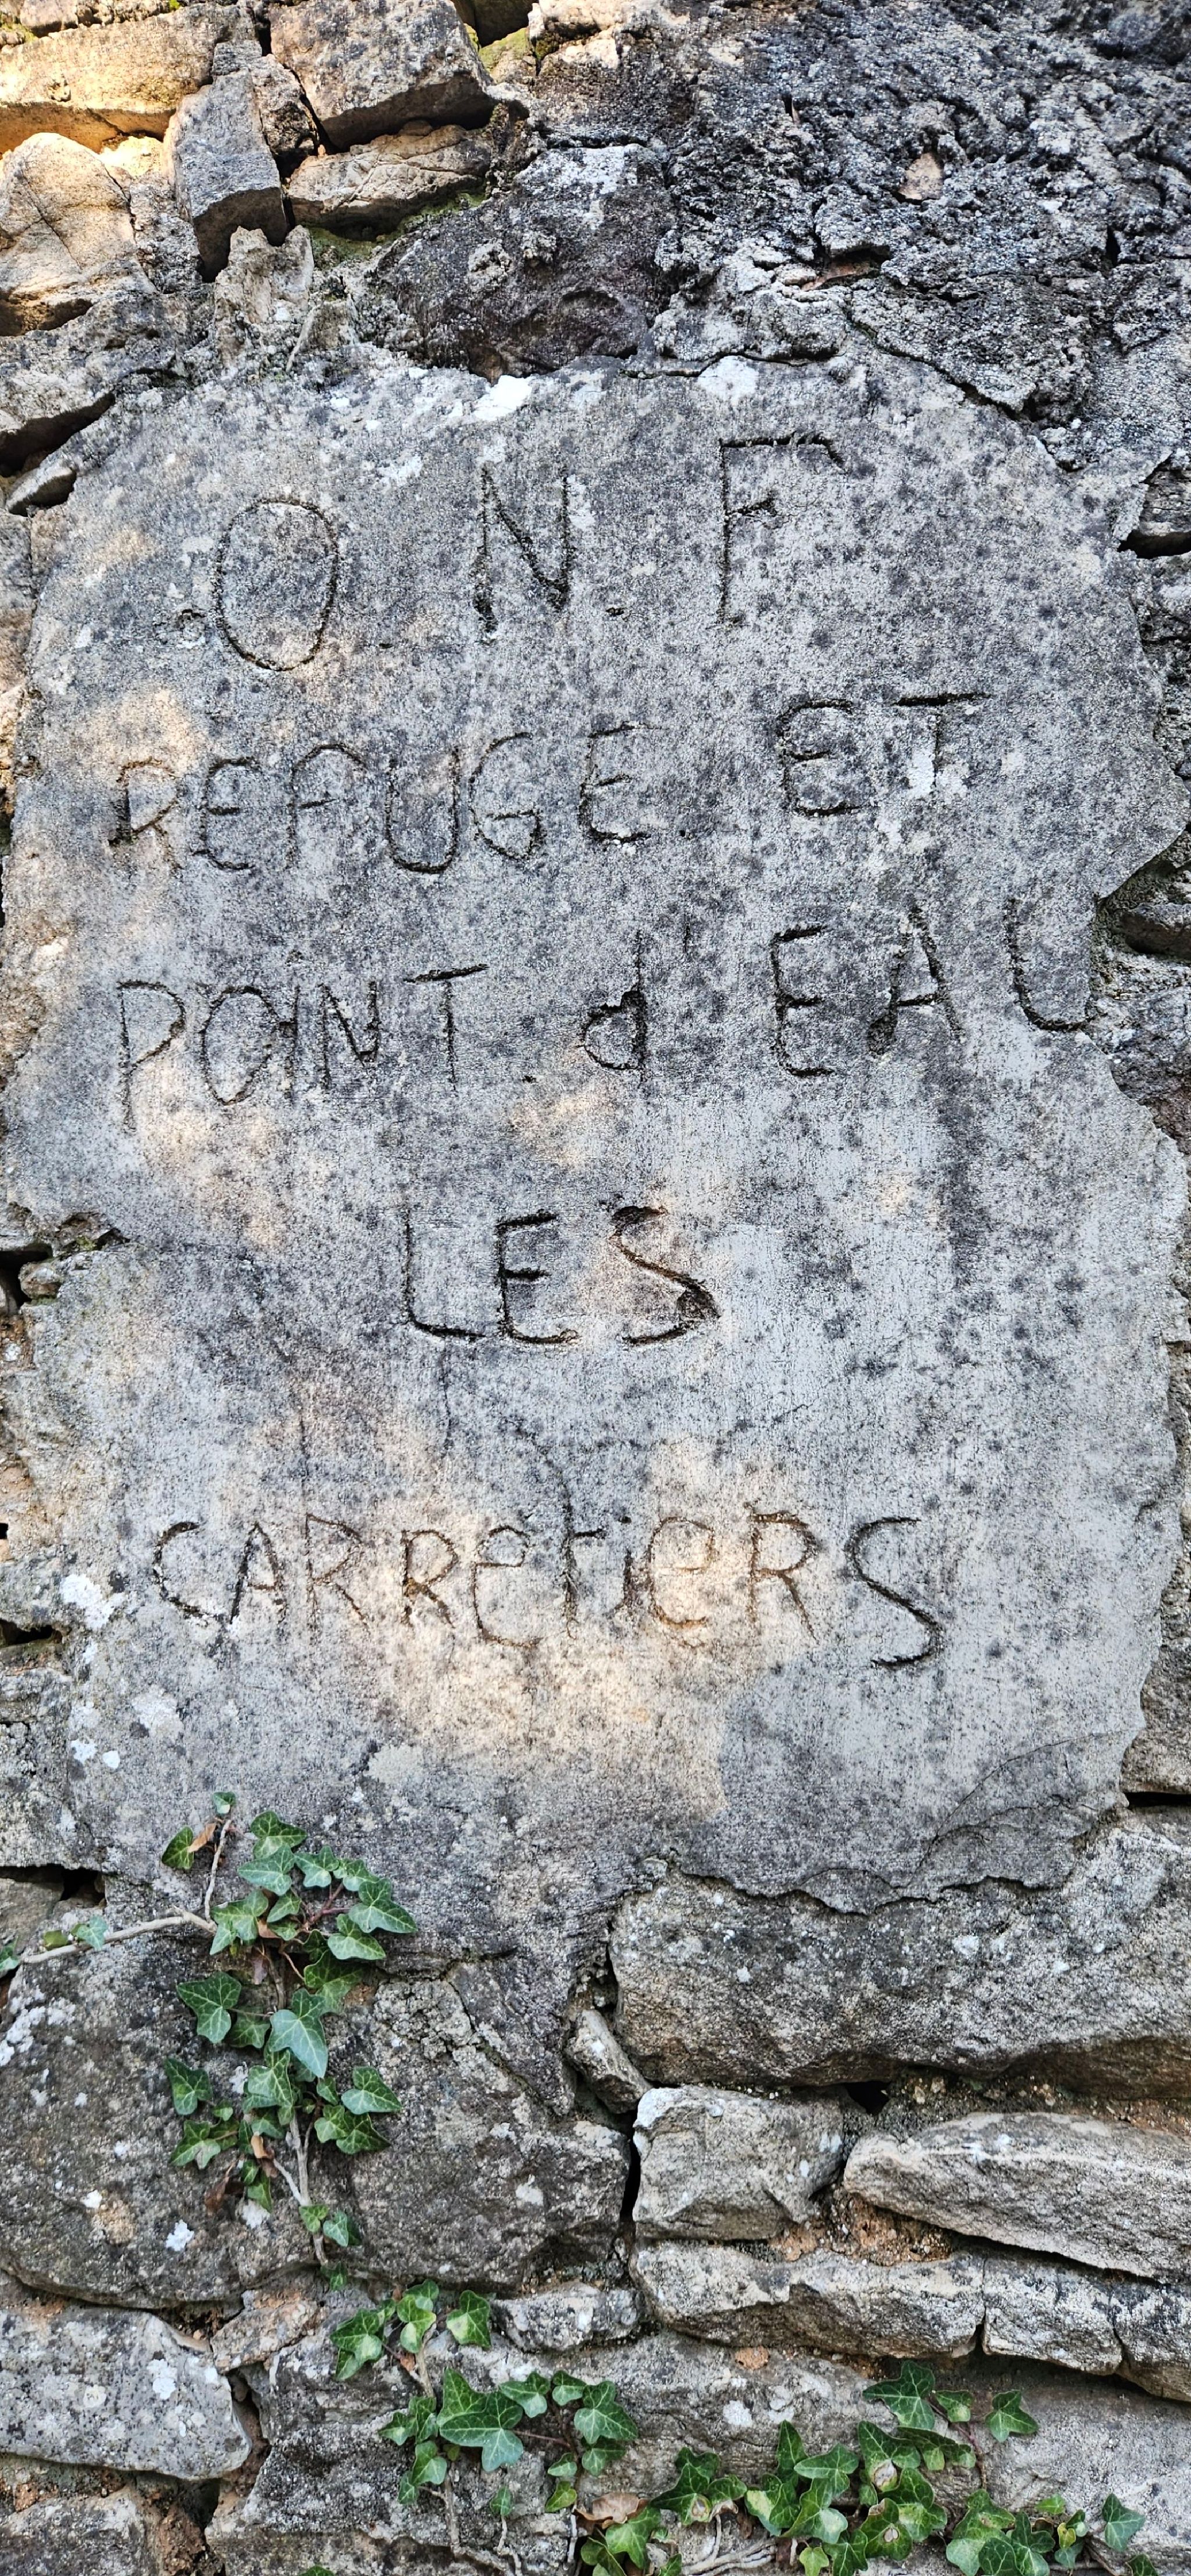 O N. F
REFUGE ET
POINT d'EAU
LES
CARRetieRS